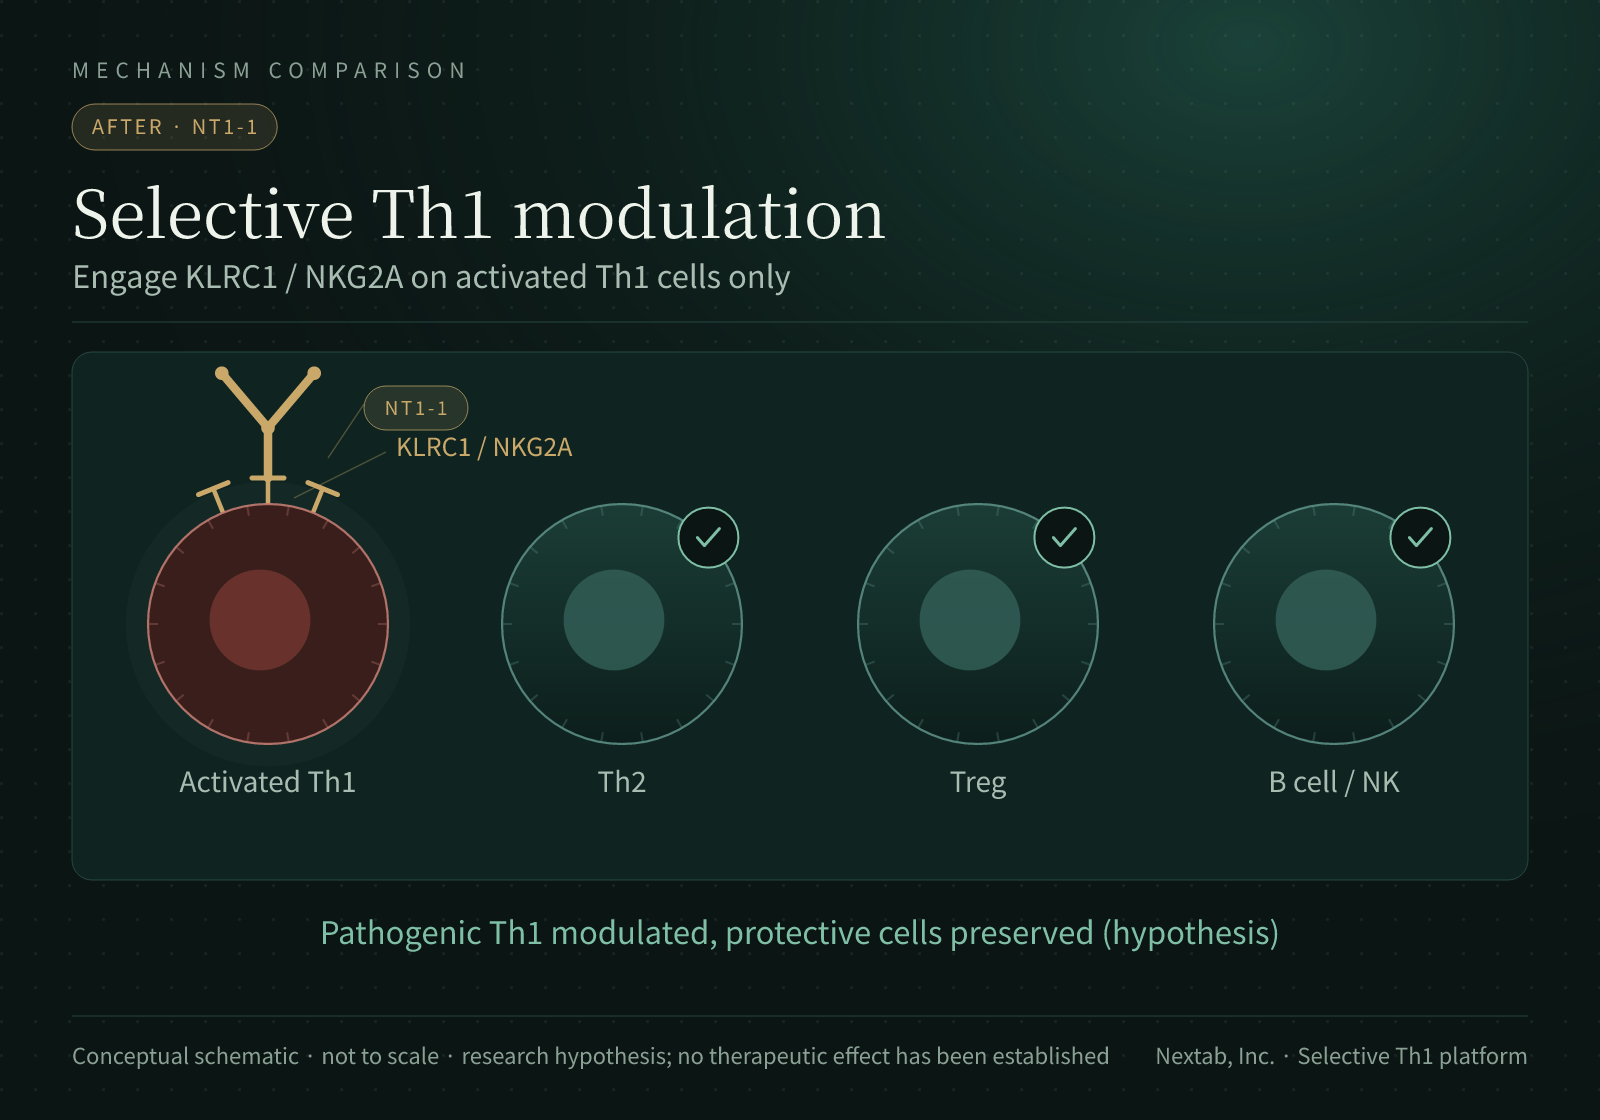 MECHANISM COMPARISON
AFTER · NT1-1
Selective Th1 modulation
Engage KLRC1 / NKG2A on activated Th1 cells only
NT1-1
KLRC1 / NKG2A
Activated Th1
Th2
Treg
B cell / NK
Pathogenic Th1 modulated, protective cells preserved (hypothesis)
Conceptual schematic · not to scale · research hypothesis; no therapeutic effect has been established
Nextab, Inc. · Selective Th1 platform